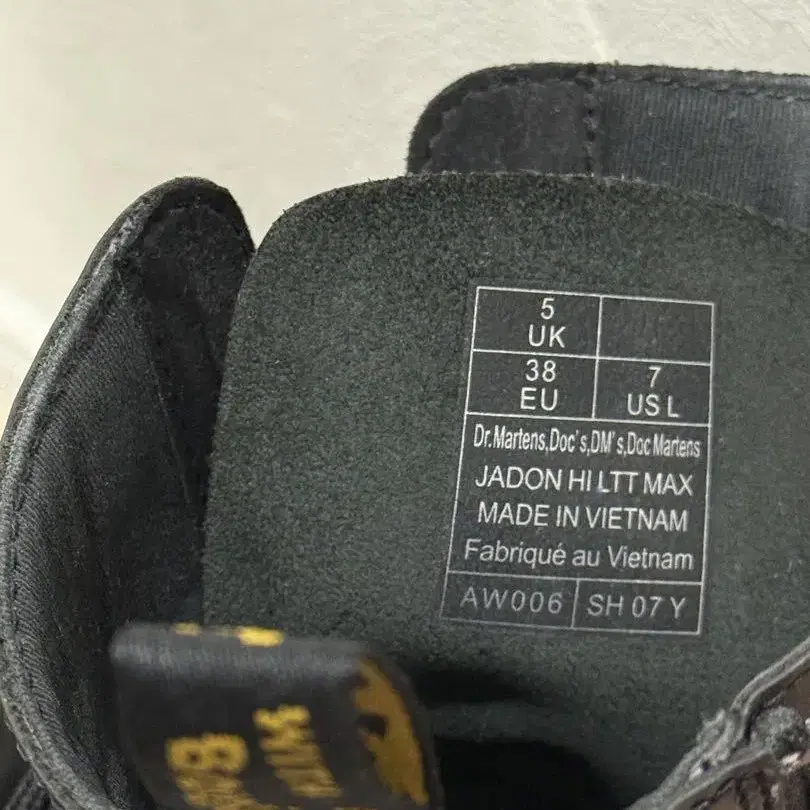 5
UK
38
EU
7
US L
Dr.Martens,Doc's,DM's,Doc Martens
JADON HI LTT MAX
MADE IN VIETNAM
Fabriqué au Vietnam
AW006
SH 07 Y